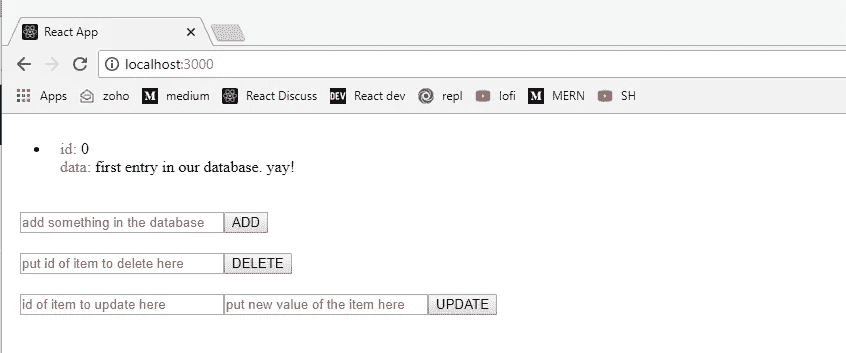 React App
localhost:3000
Apps zoho M medium React Discuss DEV React dev repl lofi M MERN SH
id: 0
data: first entry in our database. yay!
add something in the database ADD
put id of item to delete here DELETE
id of item to update here put new value of the item here UPDATE